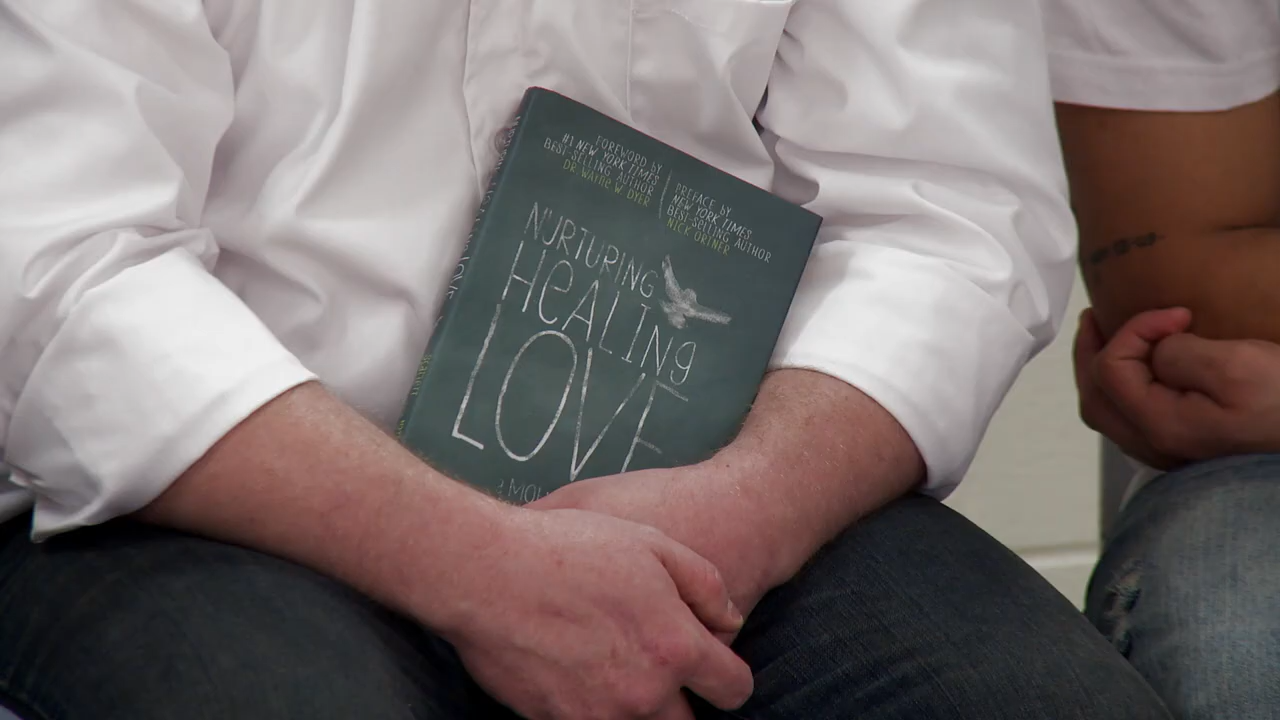 FOREWORD by
#1 NEW YORK TIMES
BEST-SELLING AUTHOR
DR. WAYNE W DYER
PREFACE by
NEW YORK TIMES
BEST-SELLING AUTHOR
NICK ORTNER
NURTURING
HeALING
LOVE
A MO